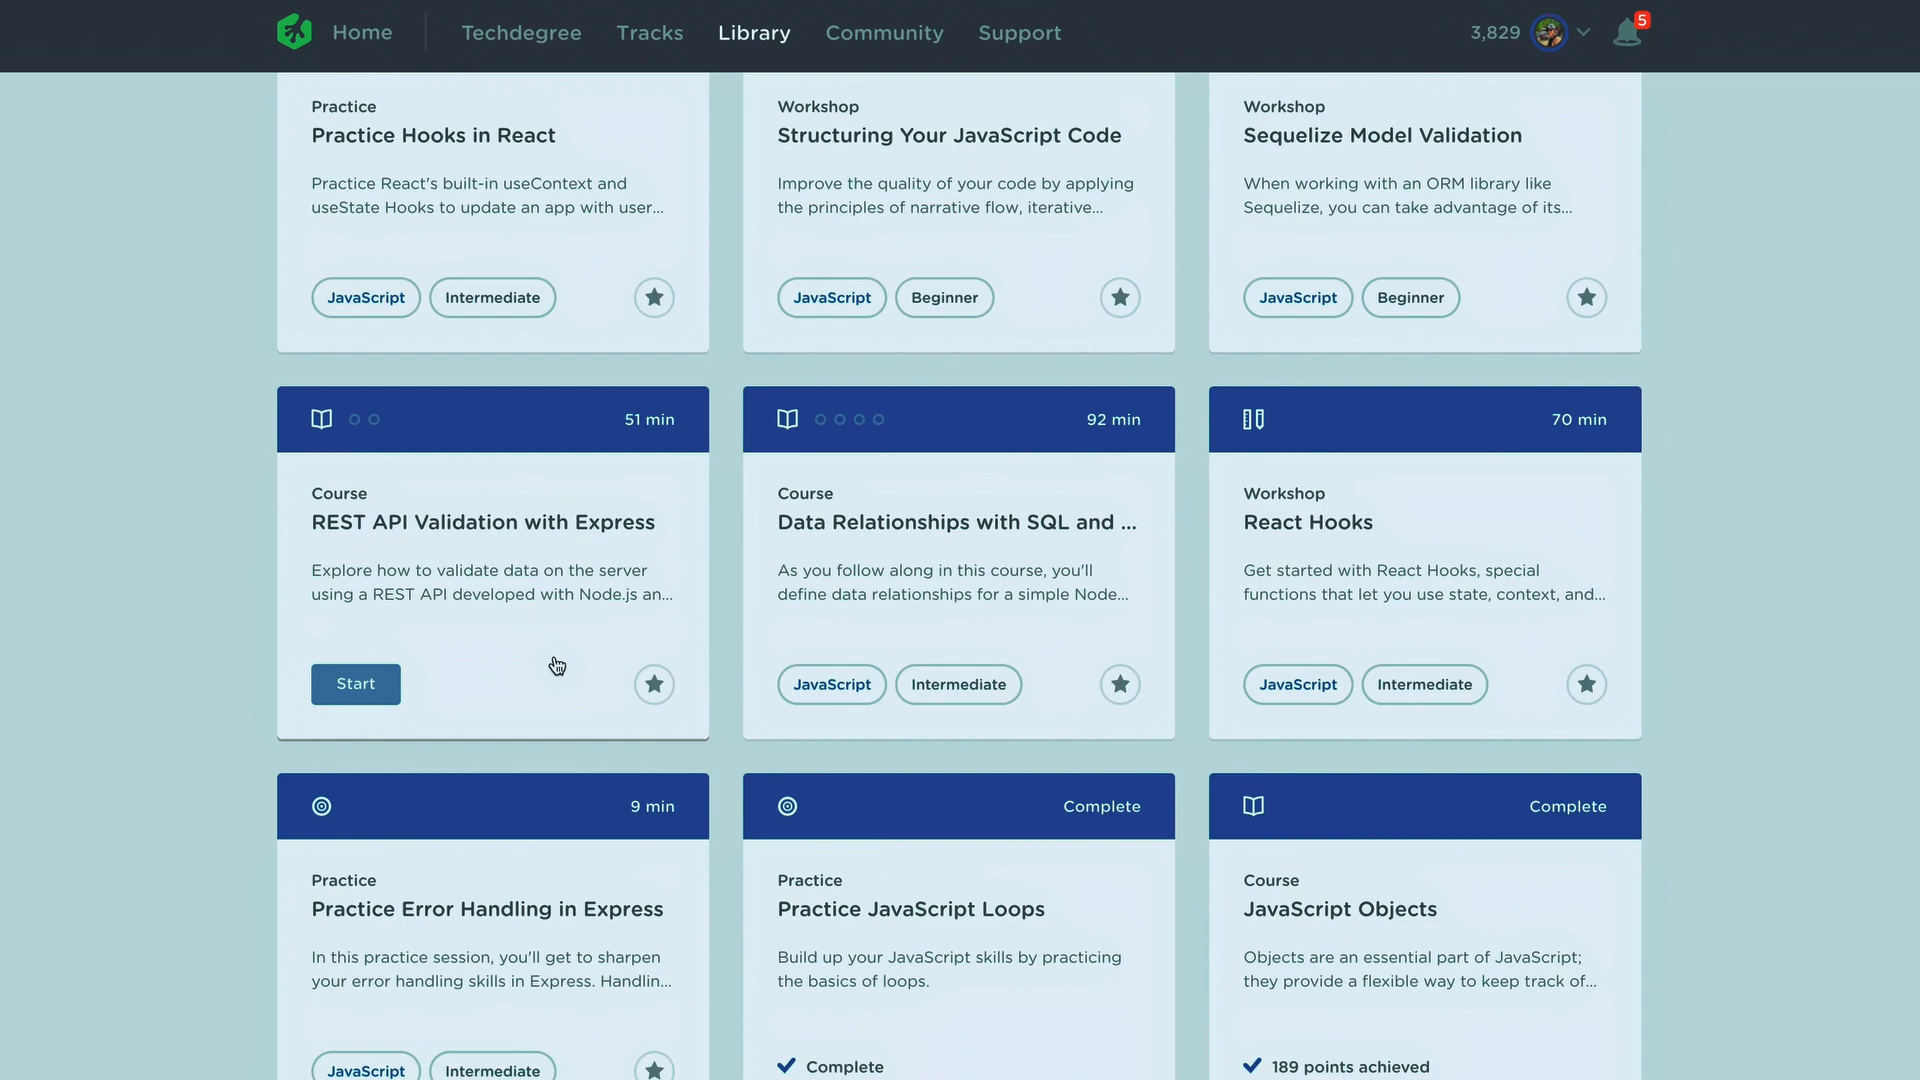 Home
Techdegree
Tracks
Library
Community
Support
3,829
5
Practice
Practice Hooks in React
Practice React's built-in useContext and
useState Hooks to update an app with user...
JavaScript
Intermediate
Workshop
Structuring Your JavaScript Code
Improve the quality of your code by applying
the principles of narrative flow, iterative...
JavaScript
Beginner
Workshop
Sequelize Model Validation
When working with an ORM library like
Sequelize, you can take advantage of its...
JavaScript
Beginner
51 min
Course
REST API Validation with Express
Explore how to validate data on the server
using a REST API developed with Node.js an...
Start
92 min
Course
Data Relationships with SQL and ...
As you follow along in this course, you'll
define data relationships for a simple Node...
JavaScript
Intermediate
70 min
Workshop
React Hooks
Get started with React Hooks, special
functions that let you use state, context, and...
JavaScript
Intermediate
9 min
Practice
Practice Error Handling in Express
In this practice session, you'll get to sharpen
your error handling skills in Express. Handlin...
JavaScript
Intermediate
Complete
Practice
Practice JavaScript Loops
Build up your JavaScript skills by practicing
the basics of loops.
Complete
Complete
Course
JavaScript Objects
Objects are an essential part of JavaScript;
they provide a flexible way to keep track of...
189 points achieved